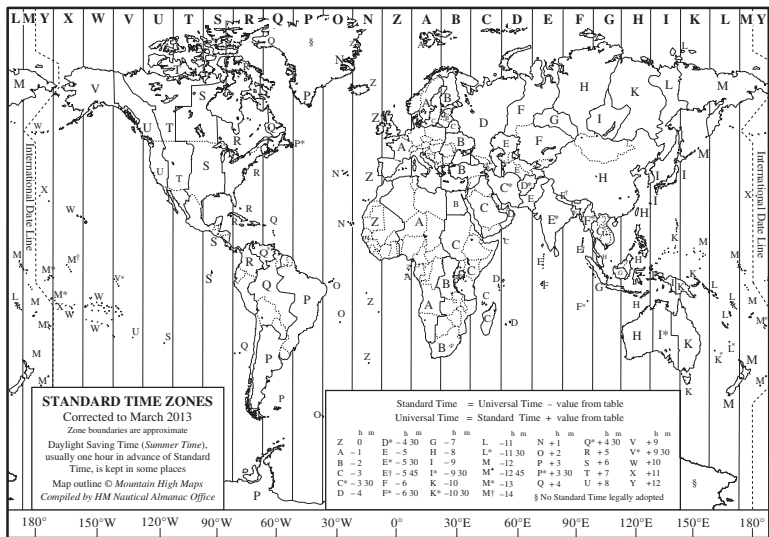 L M Y X W V U T S R Q P O N Z A B C D E F G H I K L M Y
Q § A
N
M V S P Z A B F H K L M
W U T R Q D G I
P* Z A B E F
International Date Line
U T S R N Z A B C* D* H I M
X W R Q N Z A B C E* F* X
S Q C
M M† V* S R Q O A B C E G K M
M* X W P Z D F F* G H K L
W U S Q P O A B C D H I* K
M Z K* L*
M* P O K M
International Date Line
STANDARD TIME ZONES
Corrected to March 2013
Zone boundaries are approximate
Daylight Saving Time (Summer Time),
usually one hour in advance of Standard
Time, is kept in some places
Map outline © Mountain High Maps
Compiled by HM Nautical Almanac Office
Standard Time = Universal Time – value from table
Universal Time = Standard Time + value from table
h m h m h m h m h m h m h m
Z 0 D* – 4 30 G – 7 L –11 N + 1 Q* + 4 30 V + 9
A – 1 E – 5 H – 8 L* –11 30 O + 2 R + 5 V* + 9 30
B – 2 E* – 5 30 I – 9 M –12 P + 3 S + 6 W +10
C – 3 E† – 5 45 I* – 9 30 M* –12 45 P* + 3 30 T + 7 X +11
C* –3 30 F – 6 K –10 M* –13 Q + 4 U + 8 Y +12
D – 4 F* – 6 30 K* –10 30 M† –14 § No Standard Time legally adopted
P §
180° 150°W 120°W 90°W 60°W 30°W 0° 30°E 60°E 90°E 120°E 150°E 180°